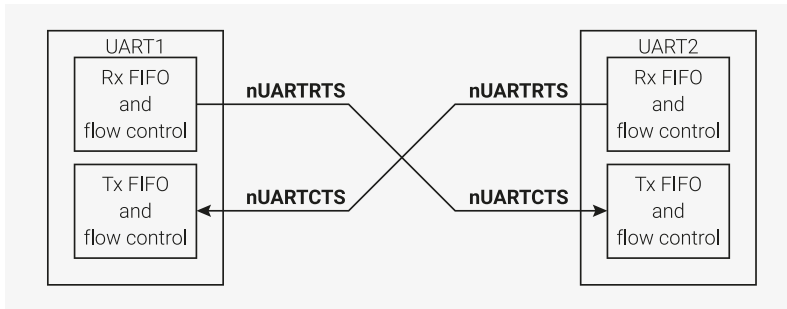 UART1
Rx FIFO
and
flow control
Tx FIFO
and
flow control
nUARTRTS
nUARTCTS
nUARTRTS
nUARTCTS
UART2
Rx FIFO
and
flow control
Tx FIFO
and
flow control